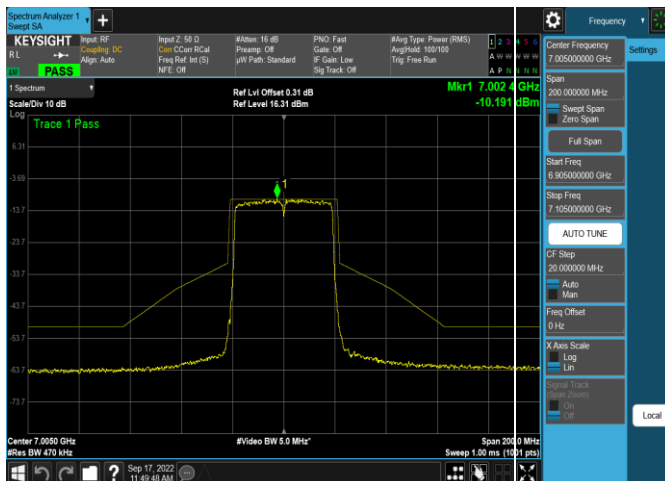 Spectrum Analyzer 1
Swept SA
+
Frequency
KEYSIGHT
RL
PASS
Input: RF
Coupling: DC
Align: Auto
Input Z: 50 Ω
Corr CCorr RCal
Freq Ref: Int (S)
NFE: Off
#Atten: 16 dB
Preamp: Off
µW Path: Standard
PNO: Fast
Gate: Off
IF Gain: Low
Sig Track: Off
#Avg Type: Power (RMS)
Avg|Hold: 100/100
Trig: Free Run
1 2 3 4 5 6
A W W W W W
A P N N N N
1 Spectrum
Scale/Div 10 dB
Log
Ref Lvl Offset 0.31 dB
Ref Level 16.31 dBm
Mkr1 7.002 4 GHz
-10.191 dBm
Trace 1 Pass
1
6.31
-3.69
-13.7
-23.7
-33.7
-43.7
-53.7
-63.7
-73.7
Center 7.0050 GHz
#Res BW 470 kHz
#Video BW 5.0 MHz*
Span 200.0 MHz
Sweep 1.00 ms (1001 pts)
Sep 17, 2022
11:49:48 AM
Center Frequency
7.005000000 GHz
Settings
Span
200.000000 MHz
Swept Span
Zero Span
Full Span
Start Freq
6.905000000 GHz
Stop Freq
7.105000000 GHz
AUTO TUNE
CF Step
20.000000 MHz
Auto
Man
Freq Offset
0 Hz
X Axis Scale
Log
Lin
Signal Track
(Span Zoom)
On
Off
Local